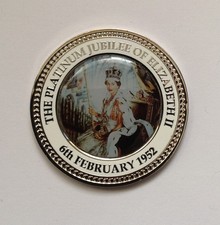 THE PLATINUM JUBILEE OF ELIZABETH II
6th FEBRUARY 1952